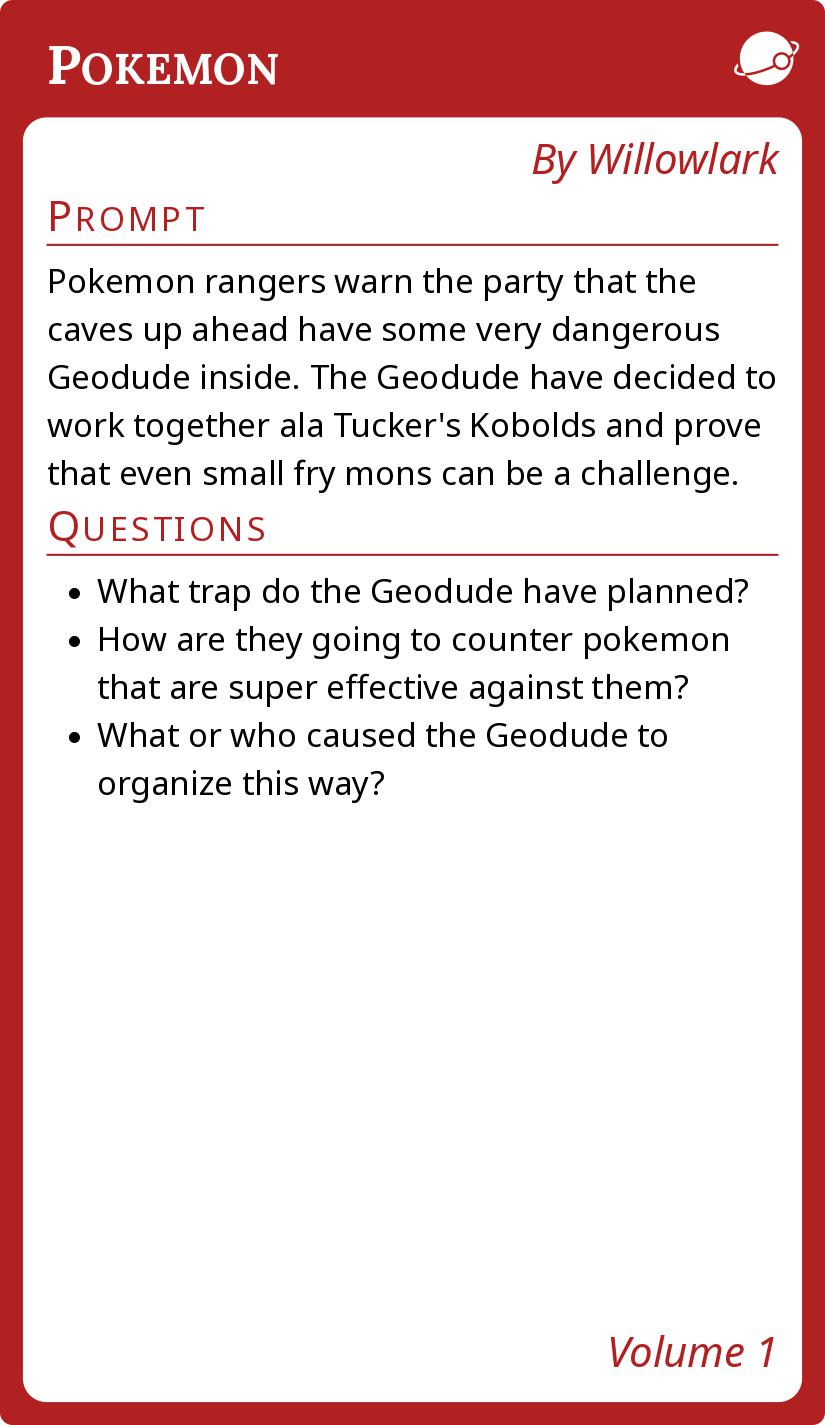 Pokemon
By Willowlark
Prompt
Pokemon rangers warn the party that the
caves up ahead have some very dangerous
Geodude inside. The Geodude have decided to
work together ala Tucker's Kobolds and prove
that even small fry mons can be a challenge.
Questions
• What trap do the Geodude have planned?
• How are they going to counter pokemon
that are super effective against them?
• What or who caused the Geodude to
organize this way?
Volume 1